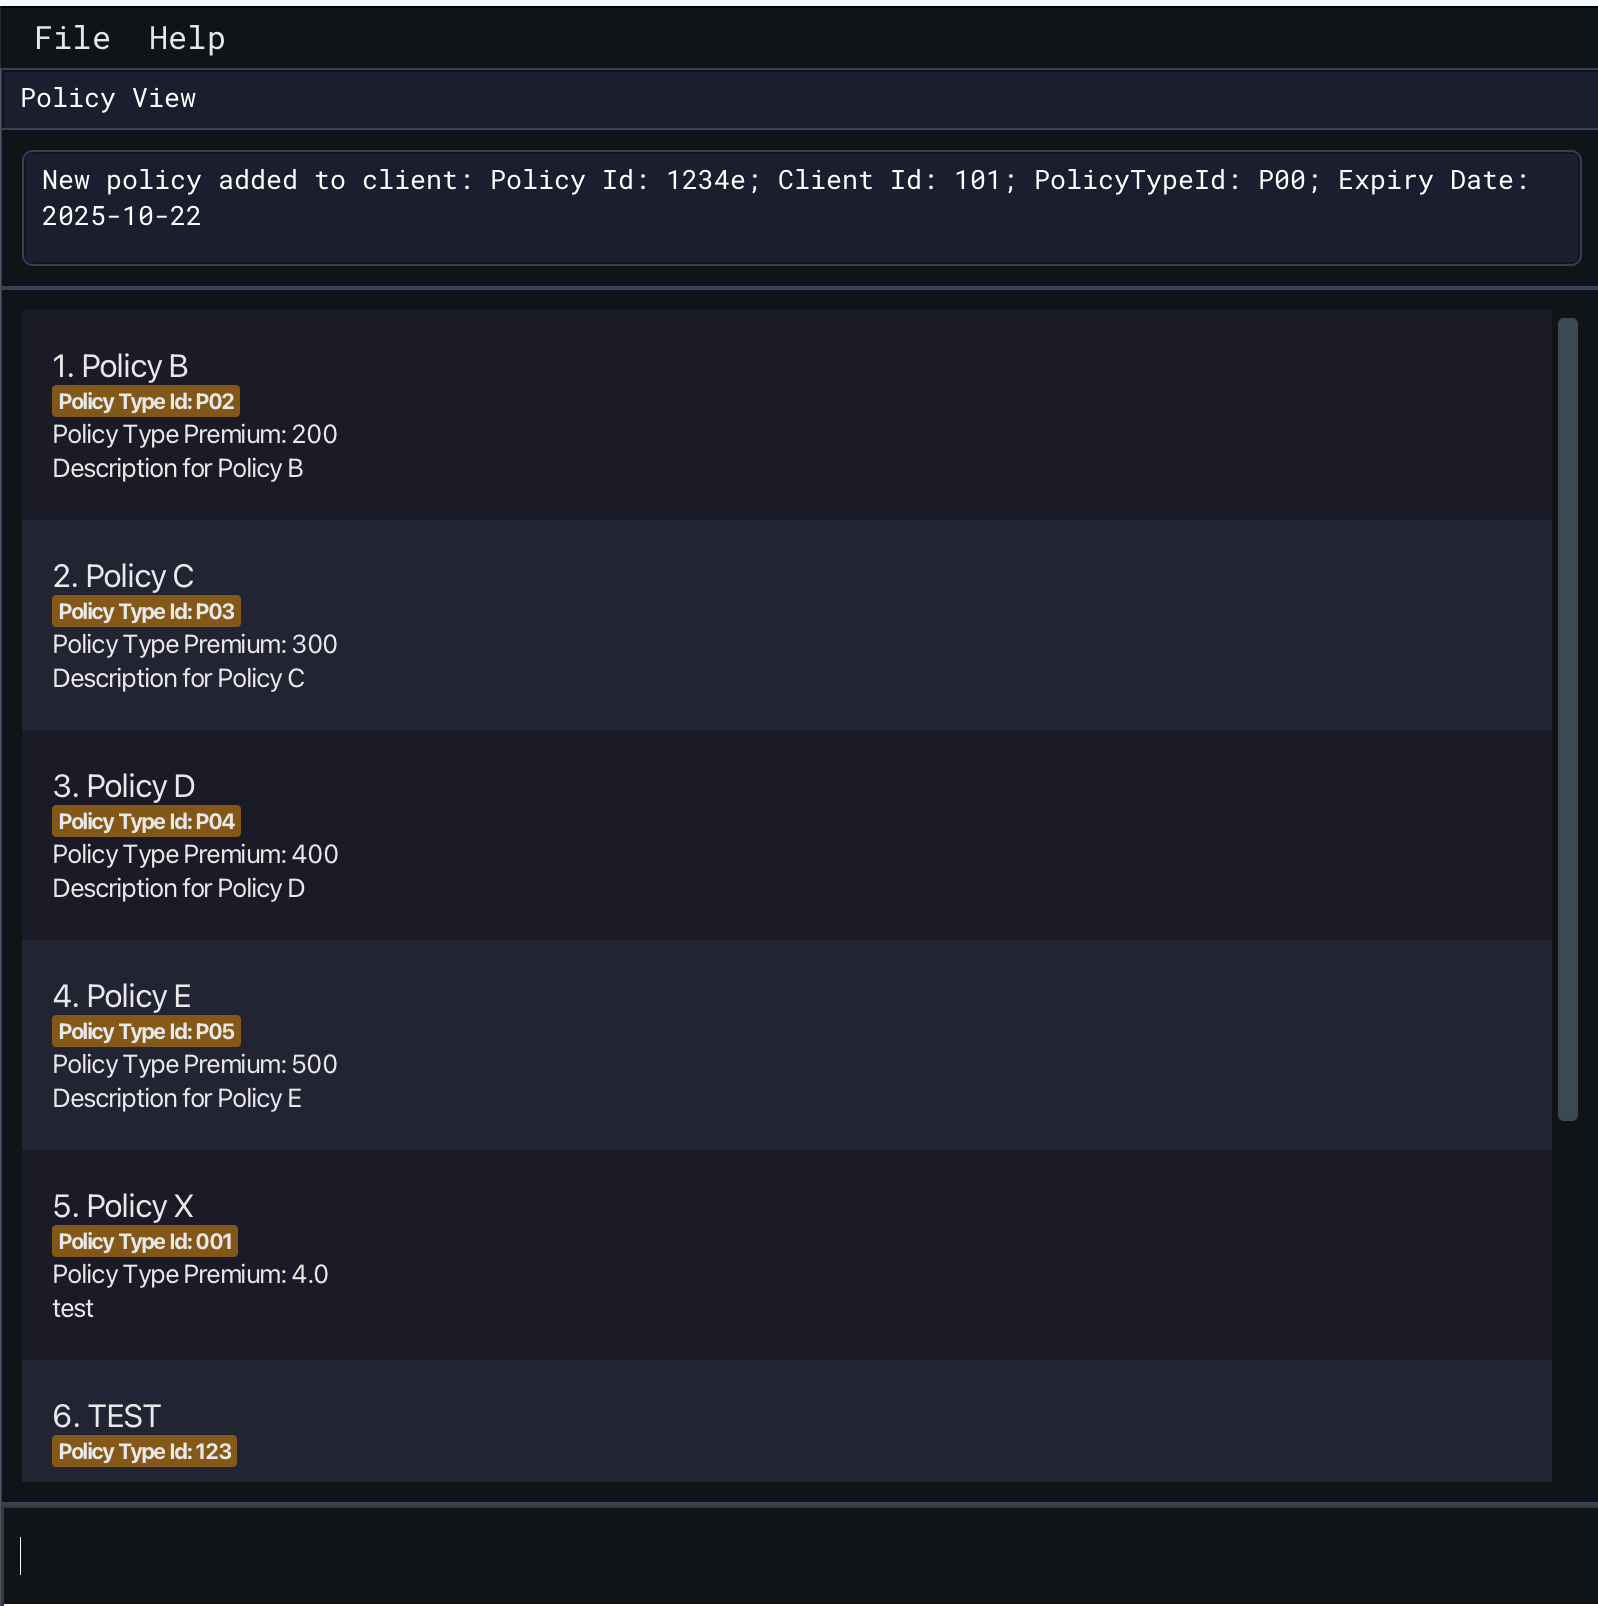 File Help
Policy View
New policy added to client: Policy Id: 1234e; Client Id: 101; PolicyTypeId: P00; Expiry Date:
2025-10-22
1. Policy B
Policy Type Id: P02
Policy Type Premium: 200
Description for Policy B
2. Policy C
Policy Type Id: P03
Policy Type Premium: 300
Description for Policy C
3. Policy D
Policy Type Id: P04
Policy Type Premium: 400
Description for Policy D
4. Policy E
Policy Type Id: P05
Policy Type Premium: 500
Description for Policy E
5. Policy X
Policy Type Id: 001
Policy Type Premium: 4.0
test
6. TEST
Policy Type Id: 123